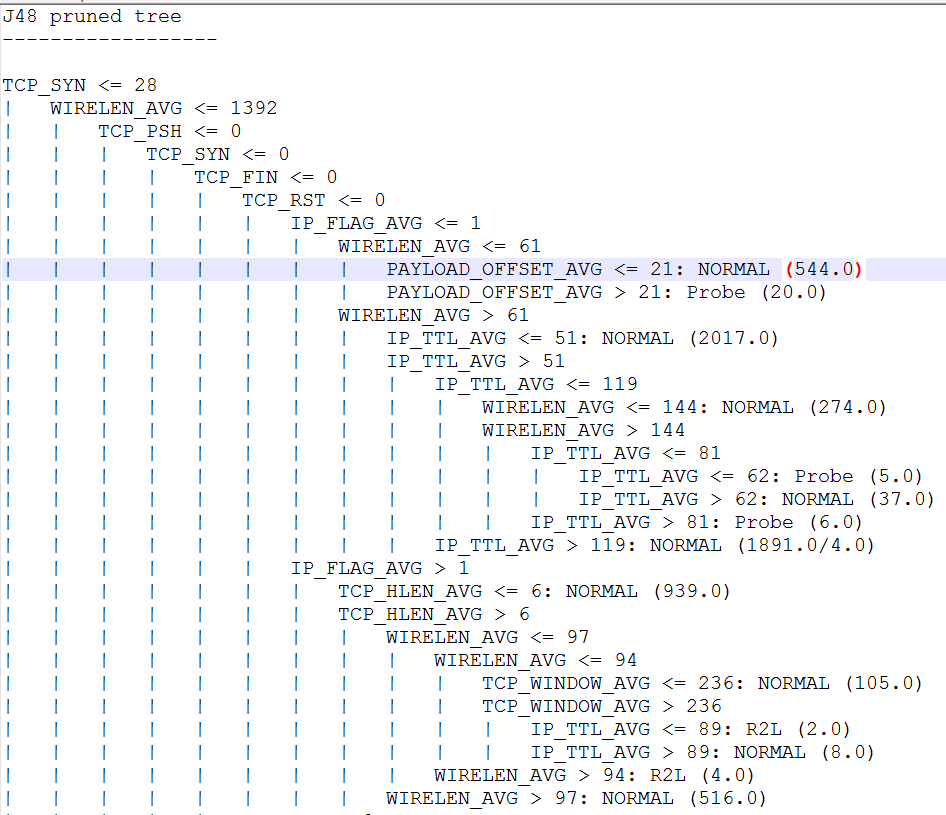 J48 pruned tree
------------------
TCP_SYN <= 28
|   WIRELEN_AVG <= 1392
|   |   TCP_PSH <= 0
|   |   |   TCP_SYN <= 0
|   |   |   |   TCP_FIN <= 0
|   |   |   |   |   TCP_RST <= 0
|   |   |   |   |   |   IP_FLAG_AVG <= 1
|   |   |   |   |   |   |   WIRELEN_AVG <= 61
|   |   |   |   |   |   |   |   PAYLOAD_OFFSET_AVG <= 21: NORMAL (544.0)
|   |   |   |   |   |   |   |   PAYLOAD_OFFSET_AVG > 21: Probe (20.0)
|   |   |   |   |   |   |   WIRELEN_AVG > 61
|   |   |   |   |   |   |   |   IP_TTL_AVG <= 51: NORMAL (2017.0)
|   |   |   |   |   |   |   |   IP_TTL_AVG > 51
|   |   |   |   |   |   |   |   |   IP_TTL_AVG <= 119
|   |   |   |   |   |   |   |   |   |   WIRELEN_AVG <= 144: NORMAL (274.0)
|   |   |   |   |   |   |   |   |   |   WIRELEN_AVG > 144
|   |   |   |   |   |   |   |   |   |   |   IP_TTL_AVG <= 81
|   |   |   |   |   |   |   |   |   |   |   |   IP_TTL_AVG <= 62: Probe (5.0)
|   |   |   |   |   |   |   |   |   |   |   |   IP_TTL_AVG > 62: NORMAL (37.0)
|   |   |   |   |   |   |   |   |   |   |   IP_TTL_AVG > 81: Probe (6.0)
|   |   |   |   |   |   |   |   |   IP_TTL_AVG > 119: NORMAL (1891.0/4.0)
|   |   |   |   |   |   IP_FLAG_AVG > 1
|   |   |   |   |   |   |   TCP_HLEN_AVG <= 6: NORMAL (939.0)
|   |   |   |   |   |   |   TCP_HLEN_AVG > 6
|   |   |   |   |   |   |   |   WIRELEN_AVG <= 97
|   |   |   |   |   |   |   |   |   WIRELEN_AVG <= 94
|   |   |   |   |   |   |   |   |   |   TCP_WINDOW_AVG <= 236: NORMAL (105.0)
|   |   |   |   |   |   |   |   |   |   TCP_WINDOW_AVG > 236
|   |   |   |   |   |   |   |   |   |   |   IP_TTL_AVG <= 89: R2L (2.0)
|   |   |   |   |   |   |   |   |   |   |   IP_TTL_AVG > 89: NORMAL (8.0)
|   |   |   |   |   |   |   |   |   WIRELEN_AVG > 94: R2L (4.0)
|   |   |   |   |   |   |   |   WIRELEN_AVG > 97: NORMAL (516.0)